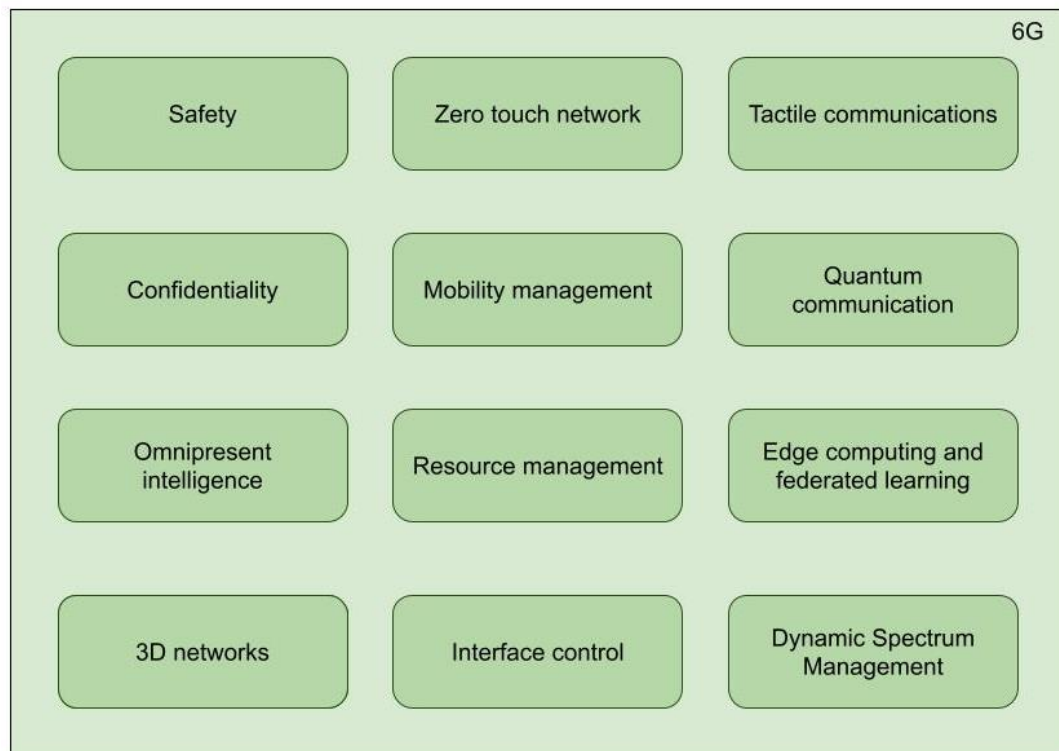 6G
Safety
Zero touch network
Tactile communications
Confidentiality
Mobility management
Quantum
communication
Omnipresent
intelligence
Resource management
Edge computing and
federated learning
3D networks
Interface control
Dynamic Spectrum
Management